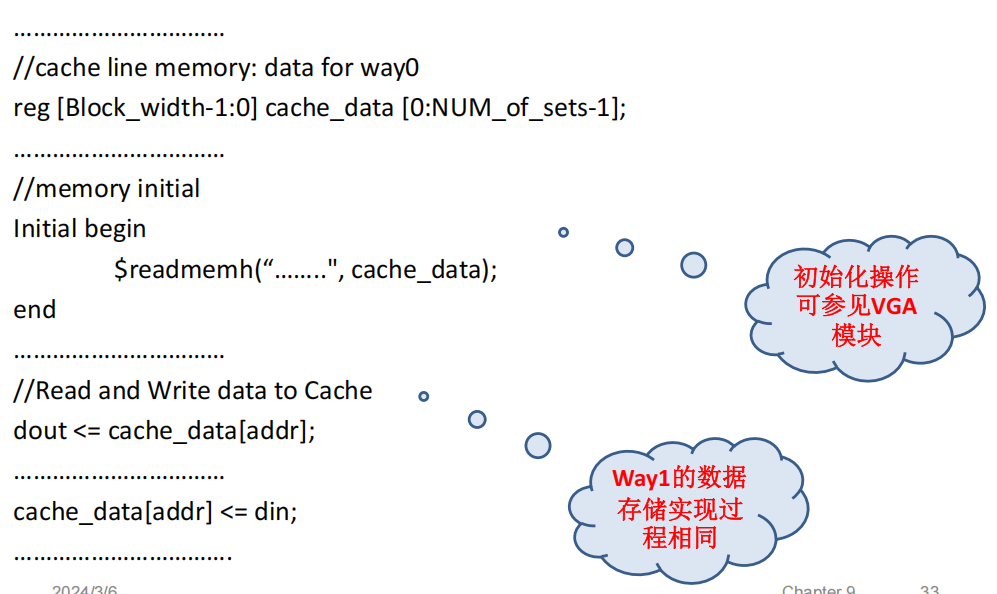 ……………………………
//cache line memory: data for way0
reg [Block_width-1:0] cache_data [0:NUM_of_sets-1];
……………………………
//memory initial
Initial begin
$readmemh(“……..", cache_data);
end
……………………………
//Read and Write data to Cache
dout <= cache_data[addr];
……………………………
cache_data[addr] <= din;
…………………………….
初始化操作
可参见VGA
模块
Way1的数据
存储实现过
程相同
2024/3/6
Chapter 9
33